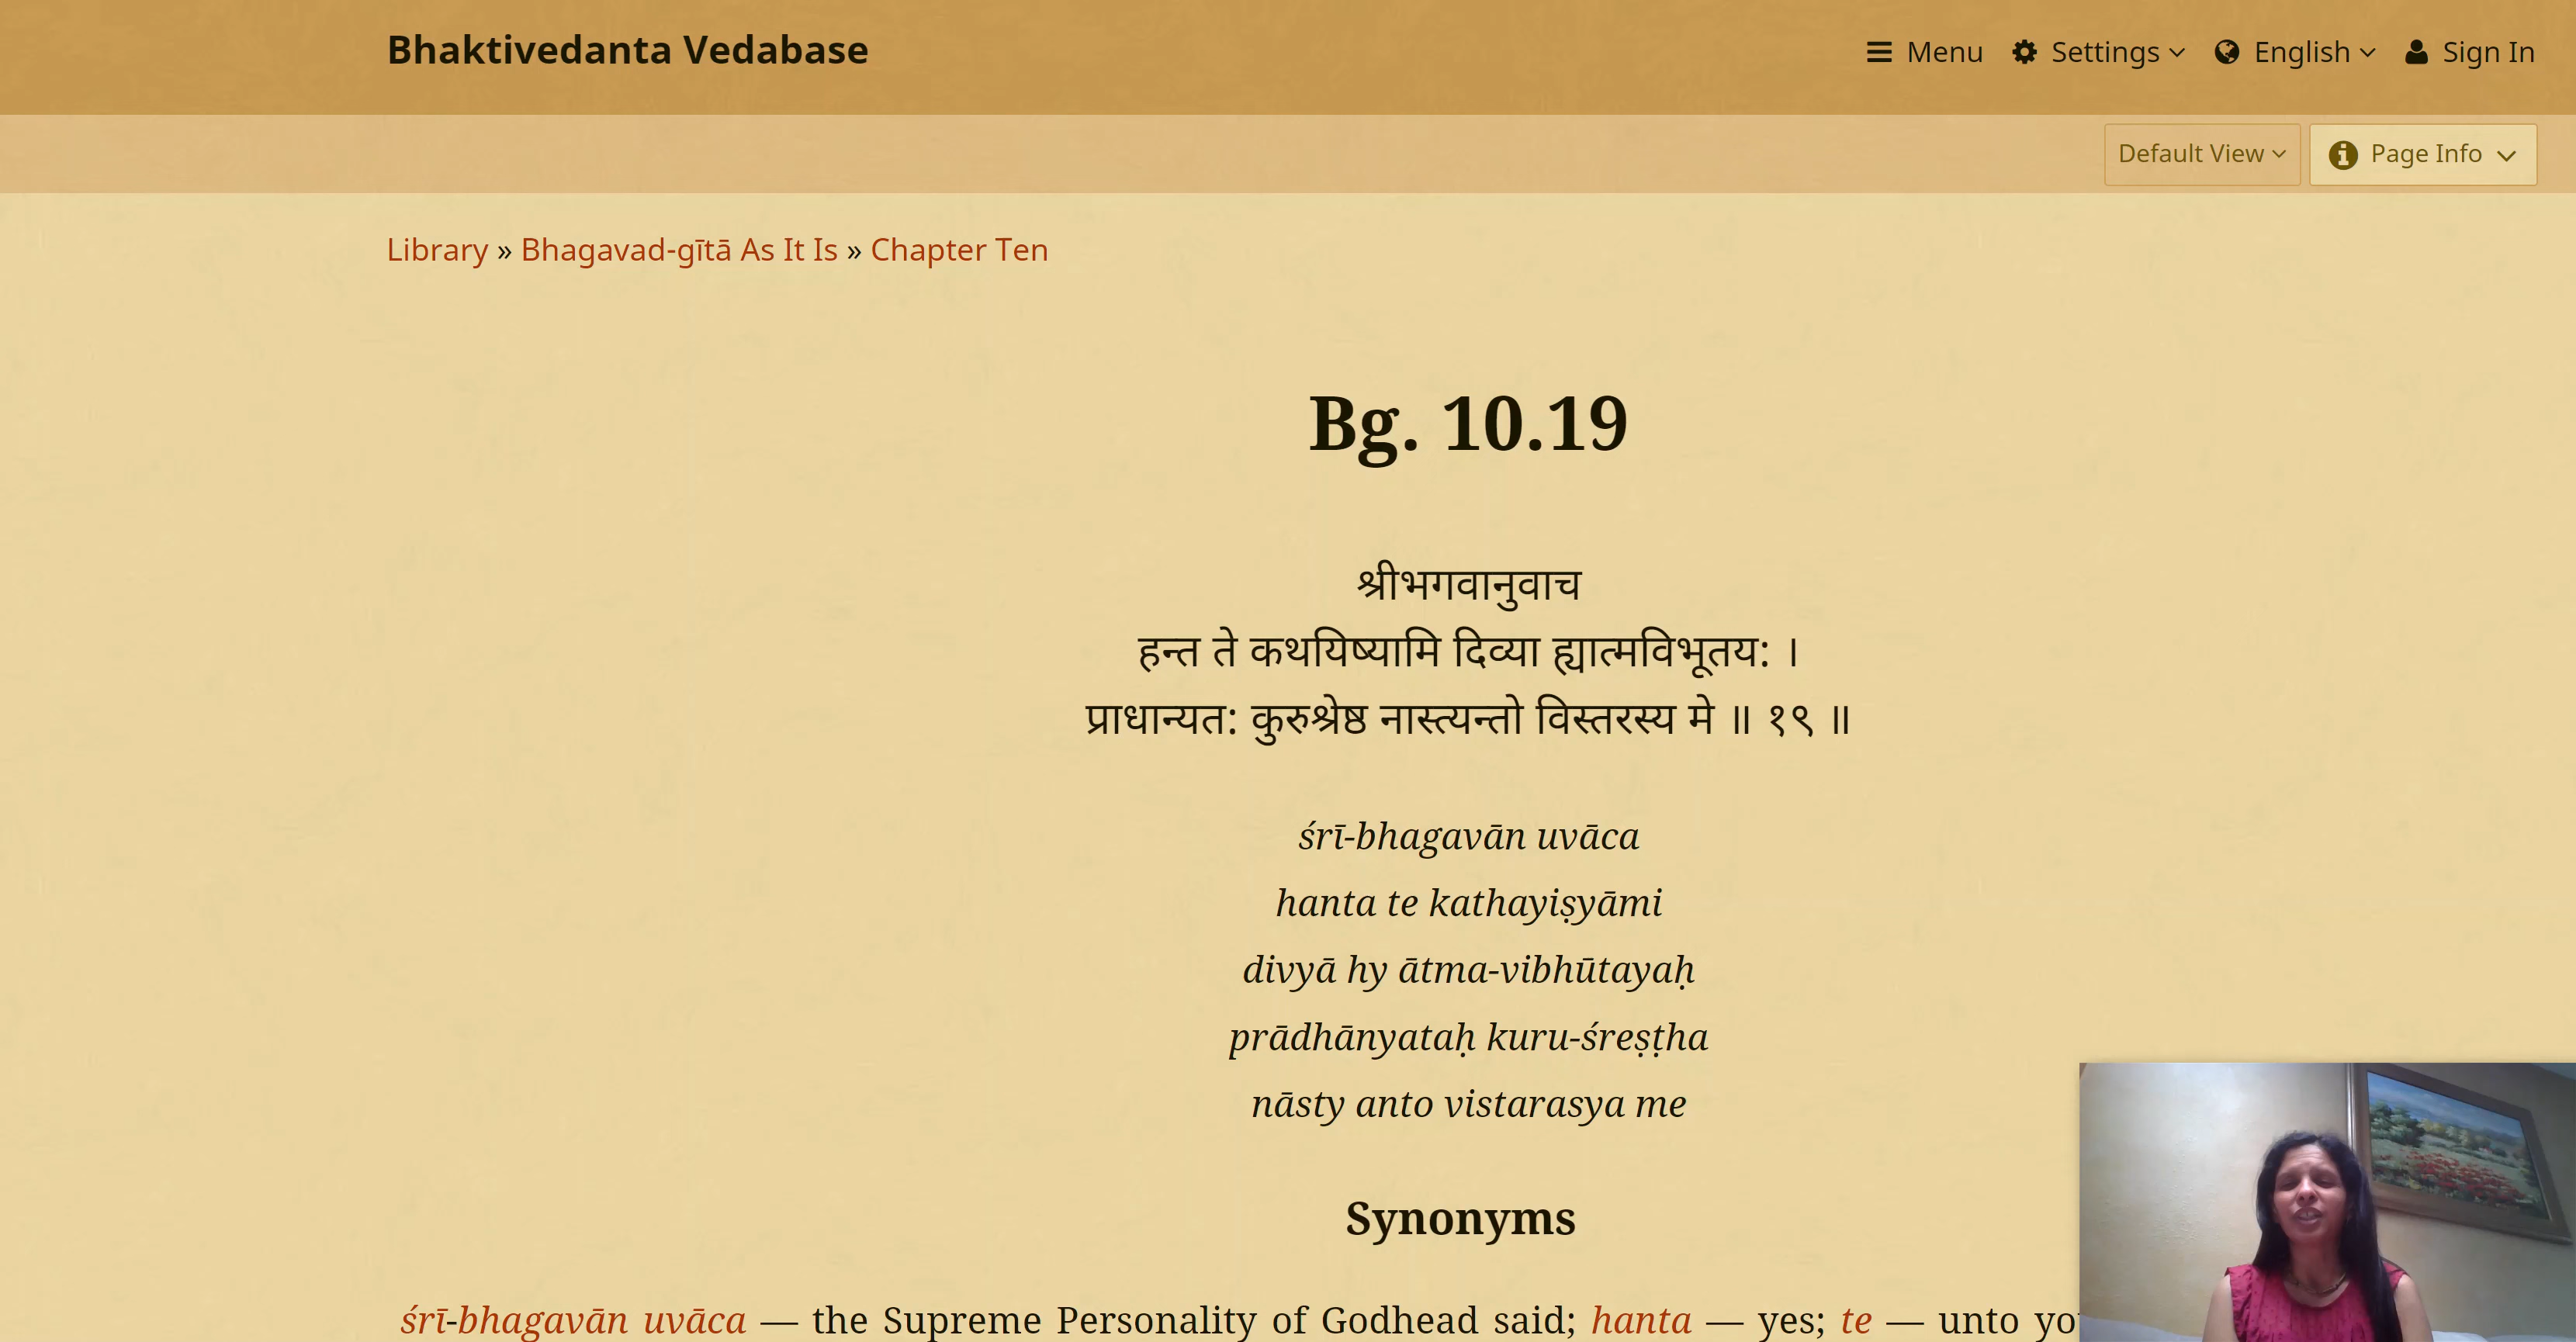 Bhaktivedanta Vedabase
Menu Settings English Sign In
Default View Page Info
Library » Bhagavad-gītā As It Is » Chapter Ten
Bg. 10.19
श्रीभगवानुवाच
हन्त ते कथयिष्यामि दिव्या ह्यात्मविभूतय: ।
प्राधान्यत: कुरुश्रेष्ठ नास्त्यन्तो विस्तरस्य मे ॥ १९ ॥
śrī-bhagavān uvāca
hanta te kathayiṣyāmi
divyā hy ātma-vibhūtayaḥ
prādhānyataḥ kuru-śreṣṭha
nāsty anto vistarasya me
Synonyms
śrī-bhagavān uvāca — the Supreme Personality of Godhead said; hanta — yes; te — unto